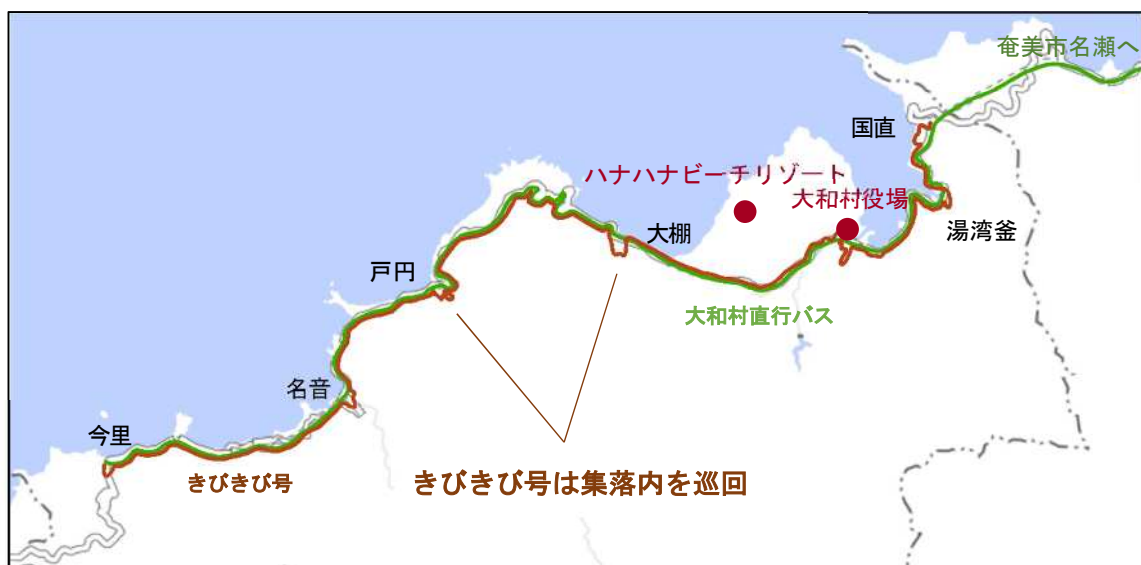 奄美市名瀬へ
国直
ハナハナビーチリゾート
大和村役場
大棚
湯湾釜
戸円
大和村直行バス
名音
今里
きびきび号
きびきび号は集落内を巡回